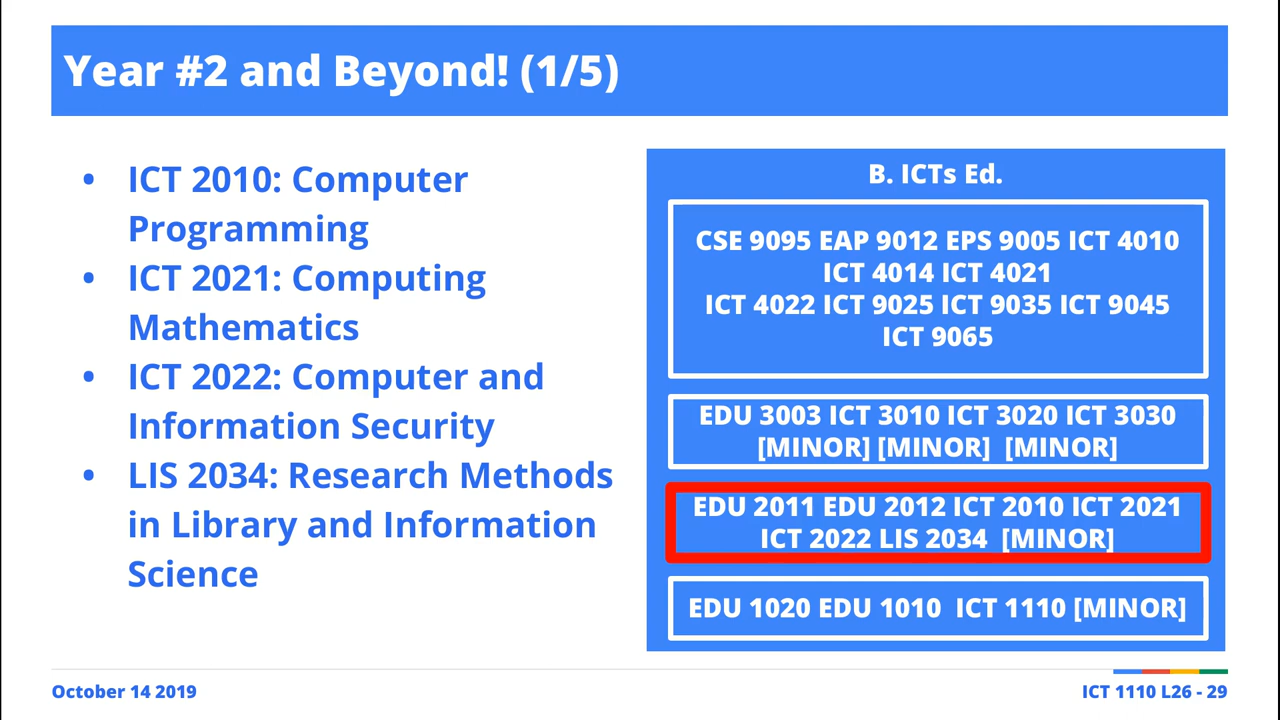 Year #2 and Beyond! (1/5)
• ICT 2010: Computer
Programming
• ICT 2021: Computing
Mathematics
• ICT 2022: Computer and
Information Security
• LIS 2034: Research Methods
in Library and Information
Science
B. ICTs Ed.
CSE 9095 EAP 9012 EPS 9005 ICT 4010
ICT 4014 ICT 4021
ICT 4022 ICT 9025 ICT 9035 ICT 9045
ICT 9065
EDU 3003 ICT 3010 ICT 3020 ICT 3030
[MINOR] [MINOR] [MINOR]
EDU 2011 EDU 2012 ICT 2010 ICT 2021
ICT 2022 LIS 2034 [MINOR]
EDU 1020 EDU 1010 ICT 1110 [MINOR]
October 14 2019
ICT 1110 L26 - 29